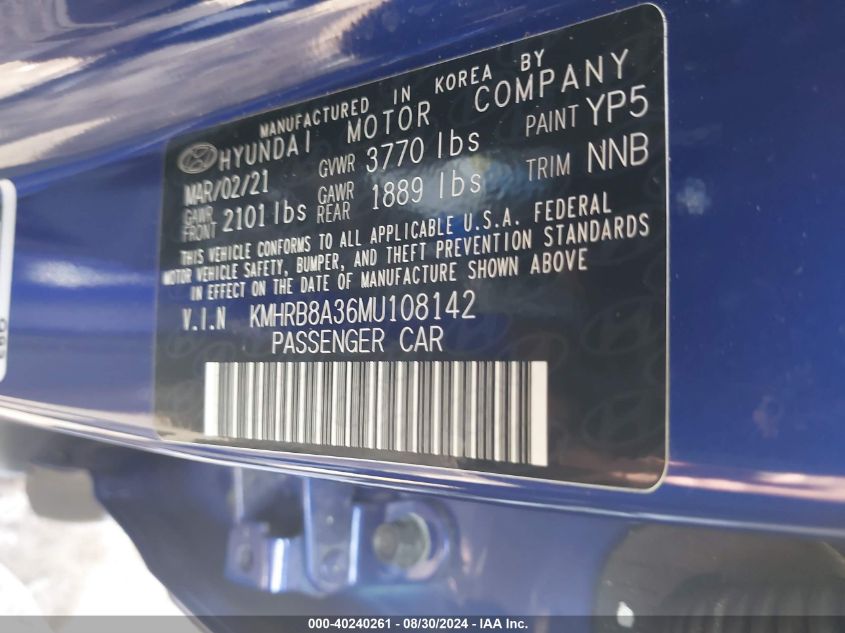 MANUFACTURED IN KOREA BY
HYUNDAI MOTOR COMPANY
MAR/02/21 GVWR 3770 lbs PAINT YP5
GAWR FRONT 2101 lbs GAWR REAR 1889 lbs TRIM NNB
THIS VEHICLE CONFORMS TO ALL APPLICABLE U.S.A. FEDERAL
MOTOR VEHICLE SAFETY, BUMPER, AND THEFT PREVENTION STANDARDS
IN EFFECT ON THE DATE OF MANUFACTURE SHOWN ABOVE
V.I.N KMHRB8A36MU108142
PASSENGER CAR
000-40240261 - 08/30/2024 - IAA Inc.